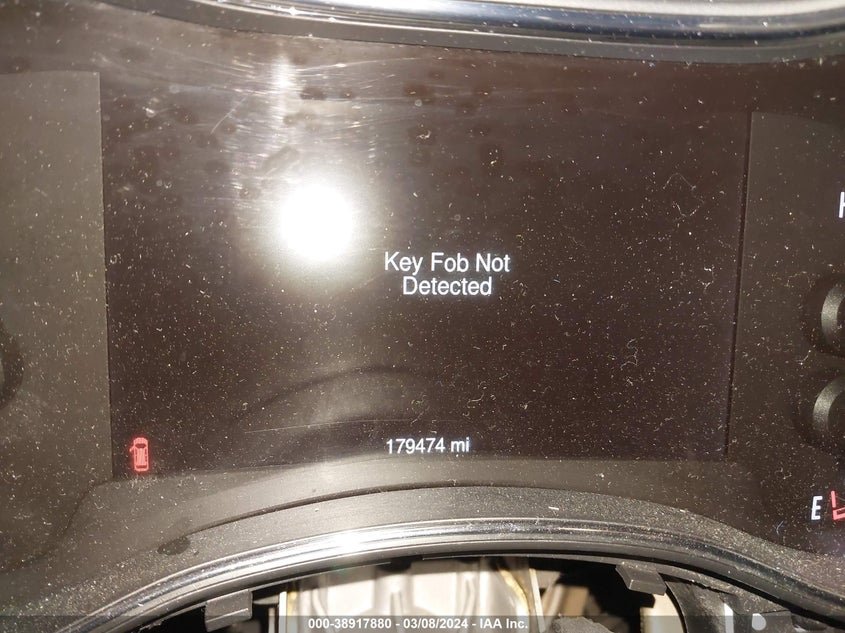 Key Fob Not
Detected
179474 mi
E
000-38917880 - 03/08/2024 - IAA Inc.